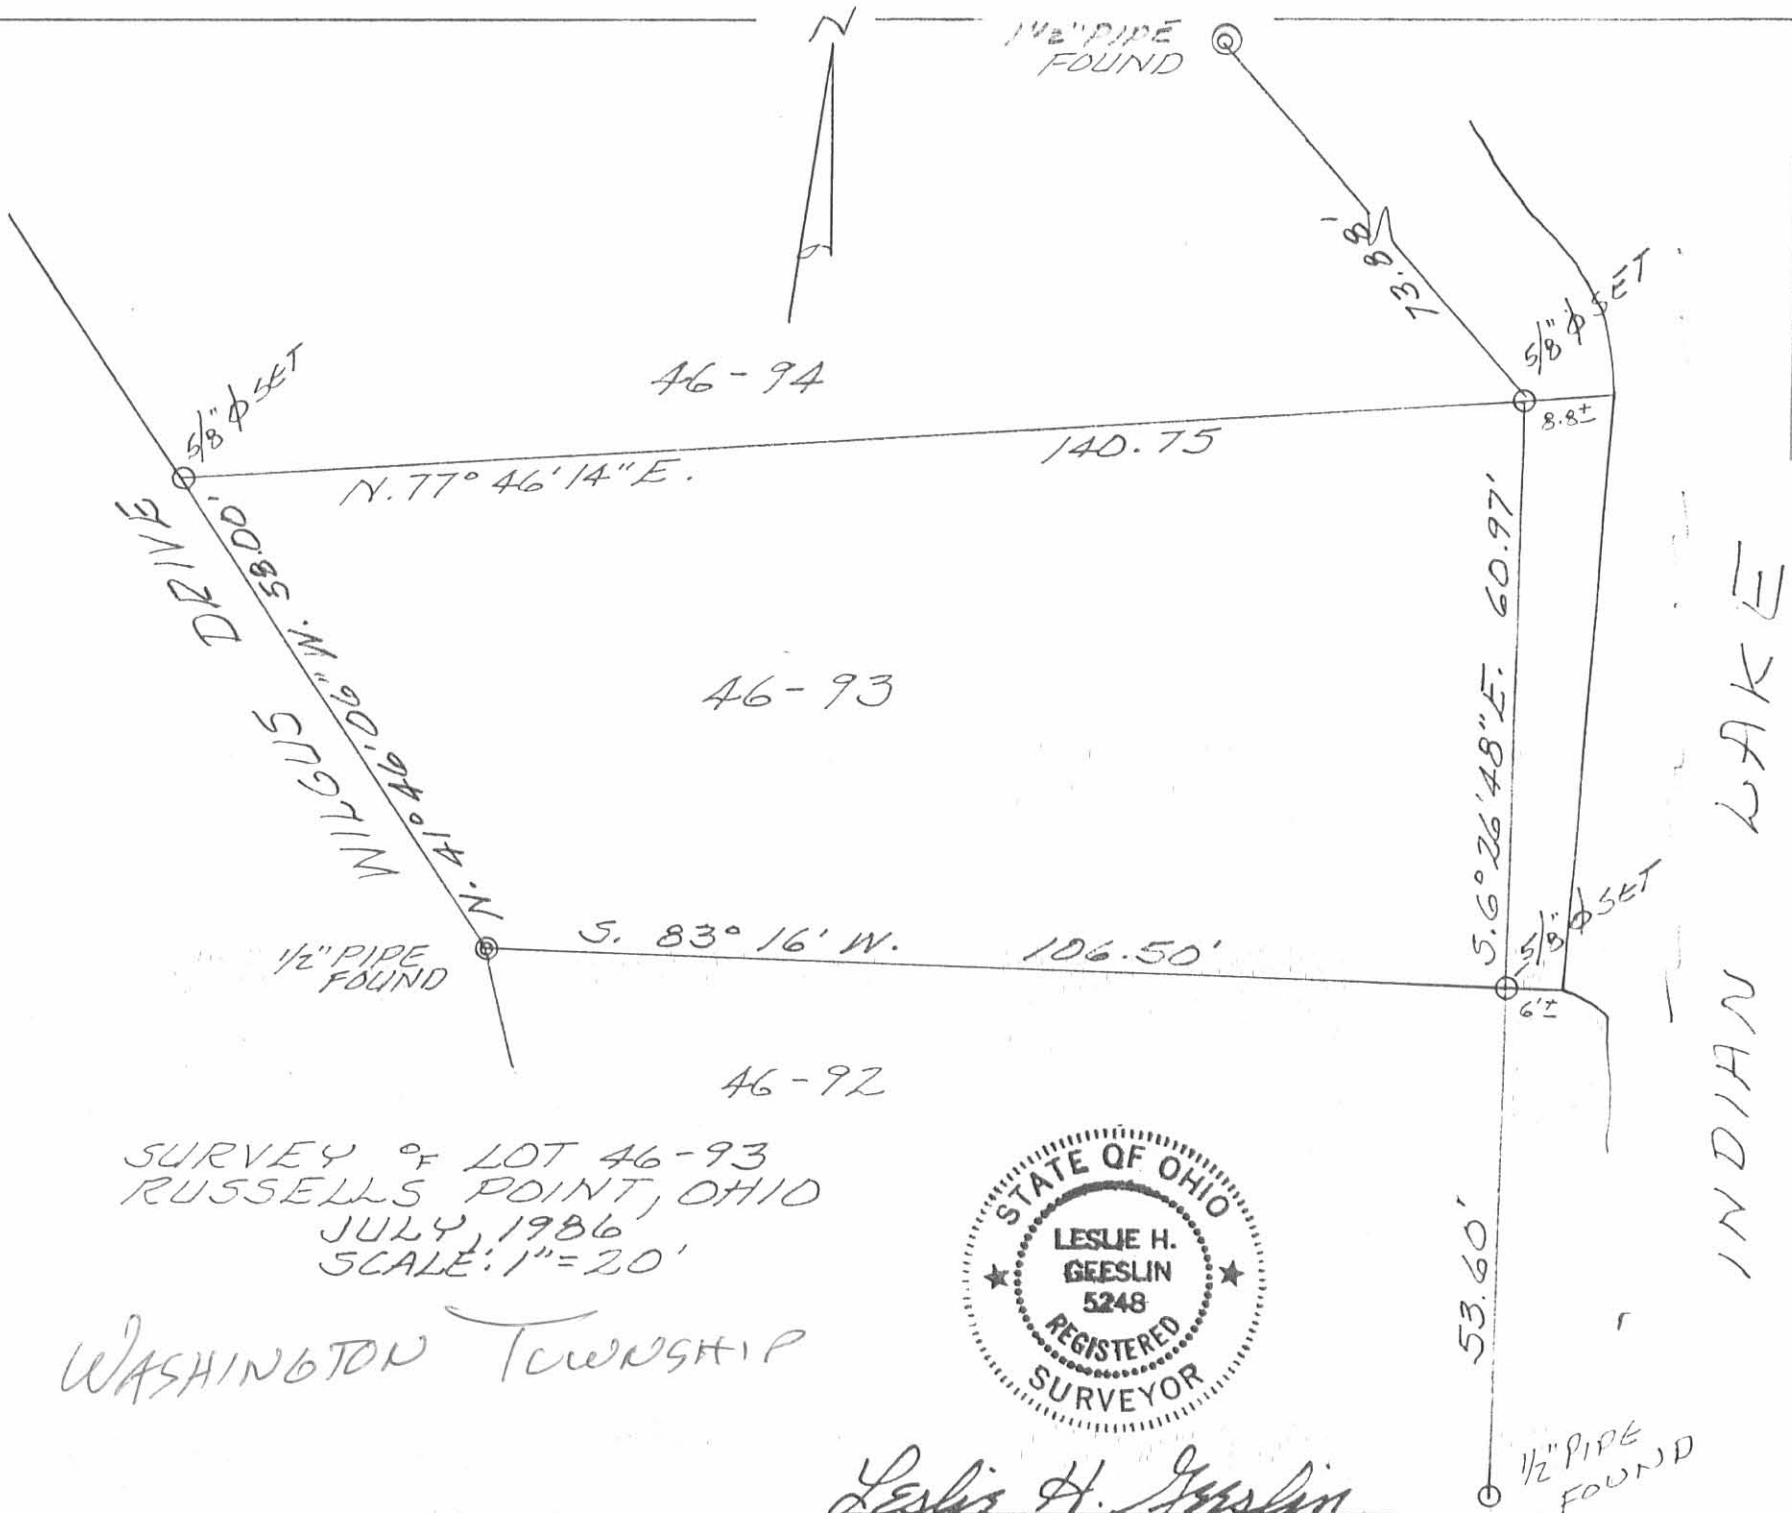 N
1 1/2" PIPE
FOUND
73.88'
5/8" ϕ SET
5/8" ϕ SET
46-94
8.8±
140.75
N. 77° 46' 14" E.
DRIVE
WILGUS
N. 41° 46' 06" W. 58.00'
S. 6° 26' 48" E. 60.97'
46-93
INDIAN LAKE
5/8" ϕ SET
S. 83° 16' W. 106.50'
1/2" PIPE
FOUND
6'±
46-92
SURVEY OF LOT 46-93
RUSSELLS POINT, OHIO
JULY, 1986
SCALE: 1"=20'
WASHINGTON TOWNSHIP
STATE OF OHIO
LESLIE H.
GEESLIN
5248
REGISTERED
SURVEYOR
53.60'
1/2" PIPE
FOUND
Leslie H. Geeslin